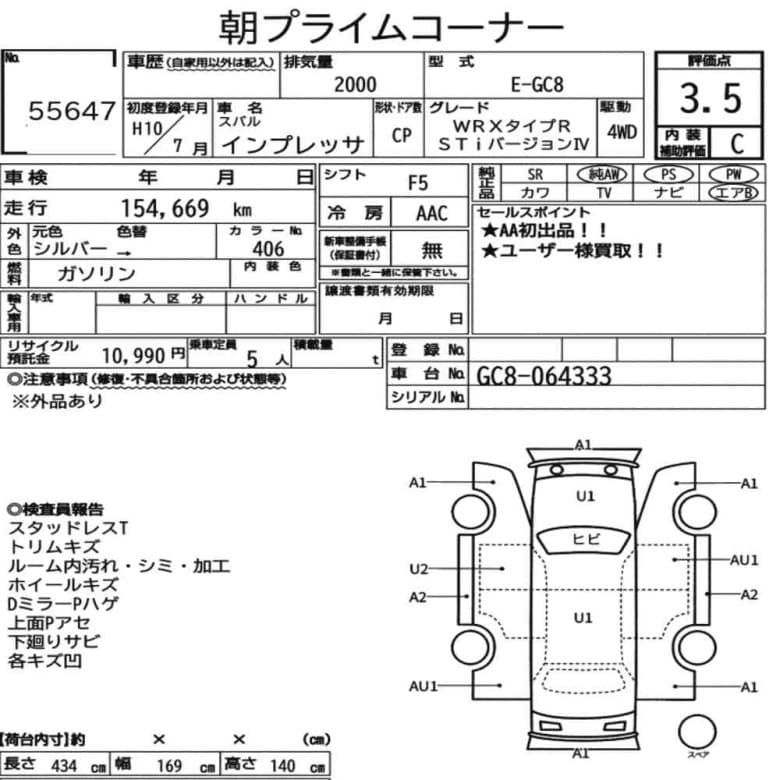 朝プライムコーナー
No. 55647
車歴(自家用以外は記入)
排気量 2000
型式 E-GC8
評価点 3.5
内装補助評価 C
初度登録年月 H10/7月
車名 スバル インプレッサ
形状・ドア数 CP
グレード WRXタイプR
STiバージョンⅣ
駆動 4WD
車検 年 月 日
シフト F5
純正品 SR 純AW PS PW
カワ TV ナビ エアB
走行 154,669 km
冷房 AAC
セールスポイント
★AA初出品!!
★ユーザー様買取!!
外色 元色 シルバー → 色替
カラーNo. 406
新車整備手帳(保証書付) 無
※書類と一緒に保管下さい。
燃料 ガソリン
内装色
輸入車用 年式 輸入区分 ハンドル
譲渡書類有効期限
月 日
リサイクル預託金 10,990円
乗車定員 5人
積載量 t
登録No.
車台No. GC8-064333
シリアルNo.
◎注意事項(修復・不具合箇所および状態等)
※外品あり
◎検査員報告
スタッドレスT
トリムキズ
ルーム内汚れ・シミ・加工
ホイールキズ
DミラーPハゲ
上面Pアセ
下廻りサビ
各キズ凹
A1
A1 A1
U1
ヒビ
U2 AU1
A2 A2
U1
AU1 A1
A1
スペア
【荷台内寸】約 × × (cm)
長さ 434 cm 幅 169 cm 高さ 140 cm